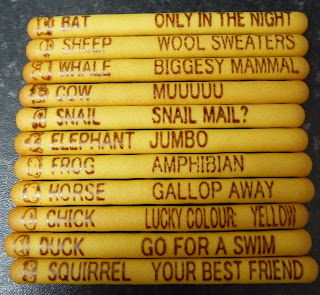 BAT ONLY IN THE NIGHT
SHEEP WOOL SWEATERS
WHALE BIGGESY MAMMAL
COW MUUUUU
SNAIL SNAIL MAIL?
ELEPHANT JUMBO
FROG AMPHIBIAN
HORSE GALLOP AWAY
CHICK LUCKY COLOUR: YELLOW
DUCK GO FOR A SWIM
SQUIRREL YOUR BEST FRIEND